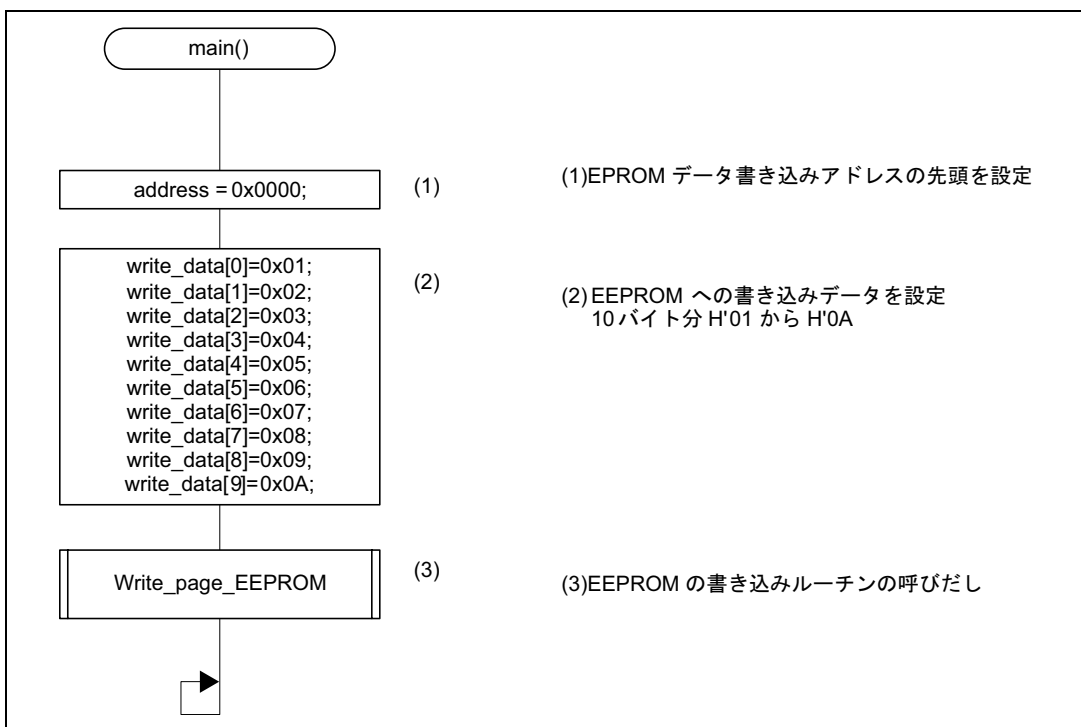 main()
address = 0x0000;
(1)
(1)EPROM データ書き込みアドレスの先頭を設定
write_data[0]=0x01;
write_data[1]=0x02;
write_data[2]=0x03;
write_data[3]=0x04;
write_data[4]=0x05;
write_data[5]=0x06;
write_data[6]=0x07;
write_data[7]=0x08;
write_data[8]=0x09;
write_data[9]=0x0A;
(2)
(2) EEPROM への書き込みデータを設定
10 バイト分 H'01 から H'0A
Write_page_EEPROM
(3)
(3)EEPROM の書き込みルーチンの呼びだし